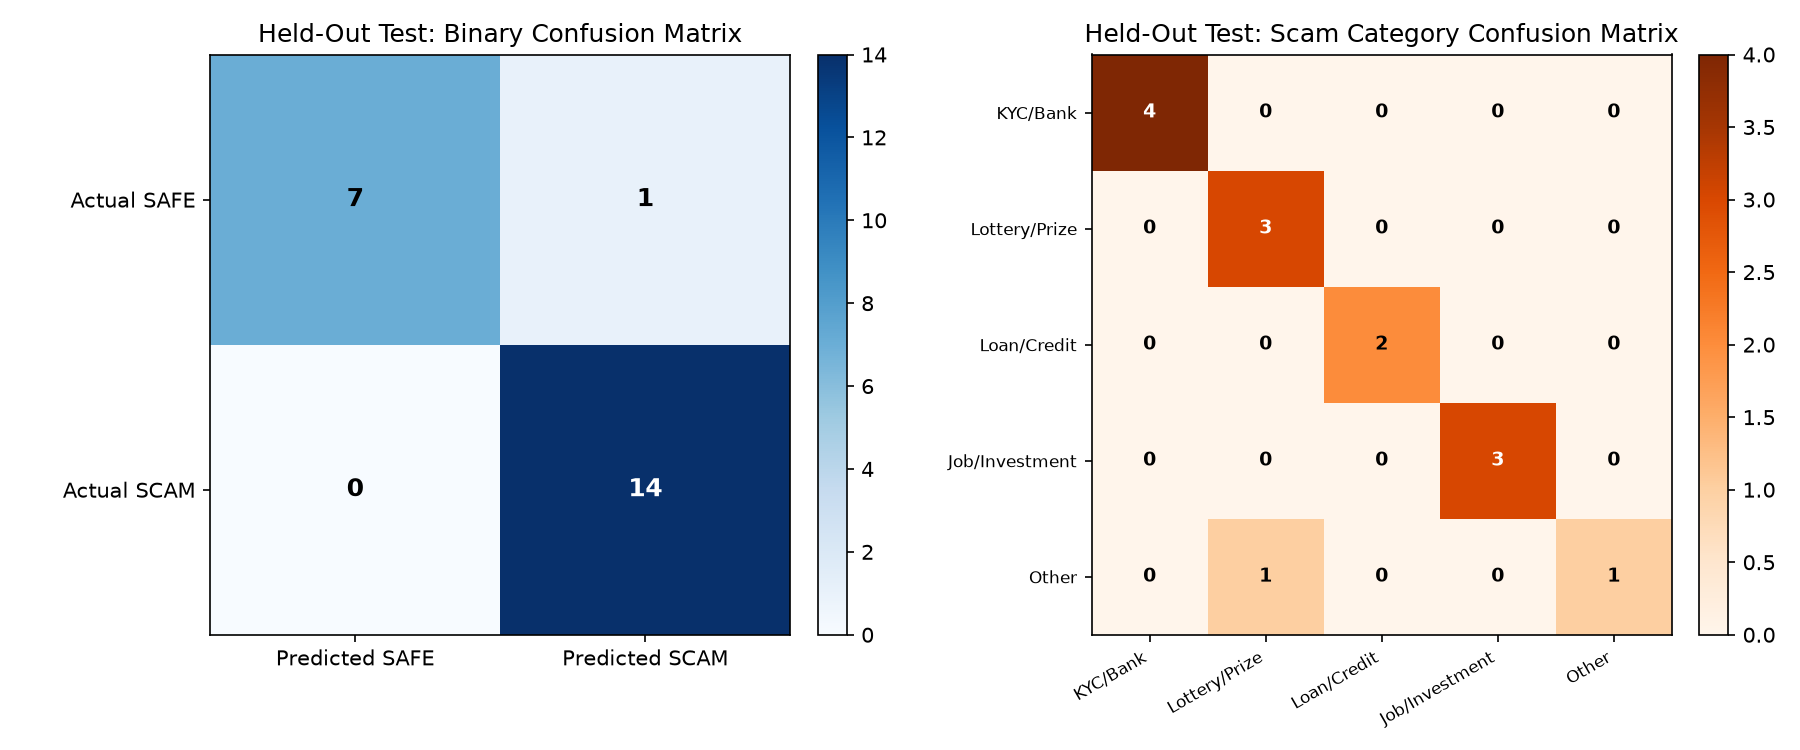 Held-Out Test: Binary Confusion Matrix
Actual SAFE
Actual SCAM
7
1
0
14
Predicted SAFE
Predicted SCAM
14
12
10
8
6
4
2
0
Held-Out Test: Scam Category Confusion Matrix
KYC/Bank
4 0 0 0 0
Lottery/Prize
0 3 0 0 0
Loan/Credit
0 0 2 0 0
Job/Investment
0 0 0 3 0
Other
0 1 0 0 1
KYC/Bank
Lottery/Prize
Loan/Credit
Job/Investment
Other
4.0
3.5
3.0
2.5
2.0
1.5
1.0
0.5
0.0